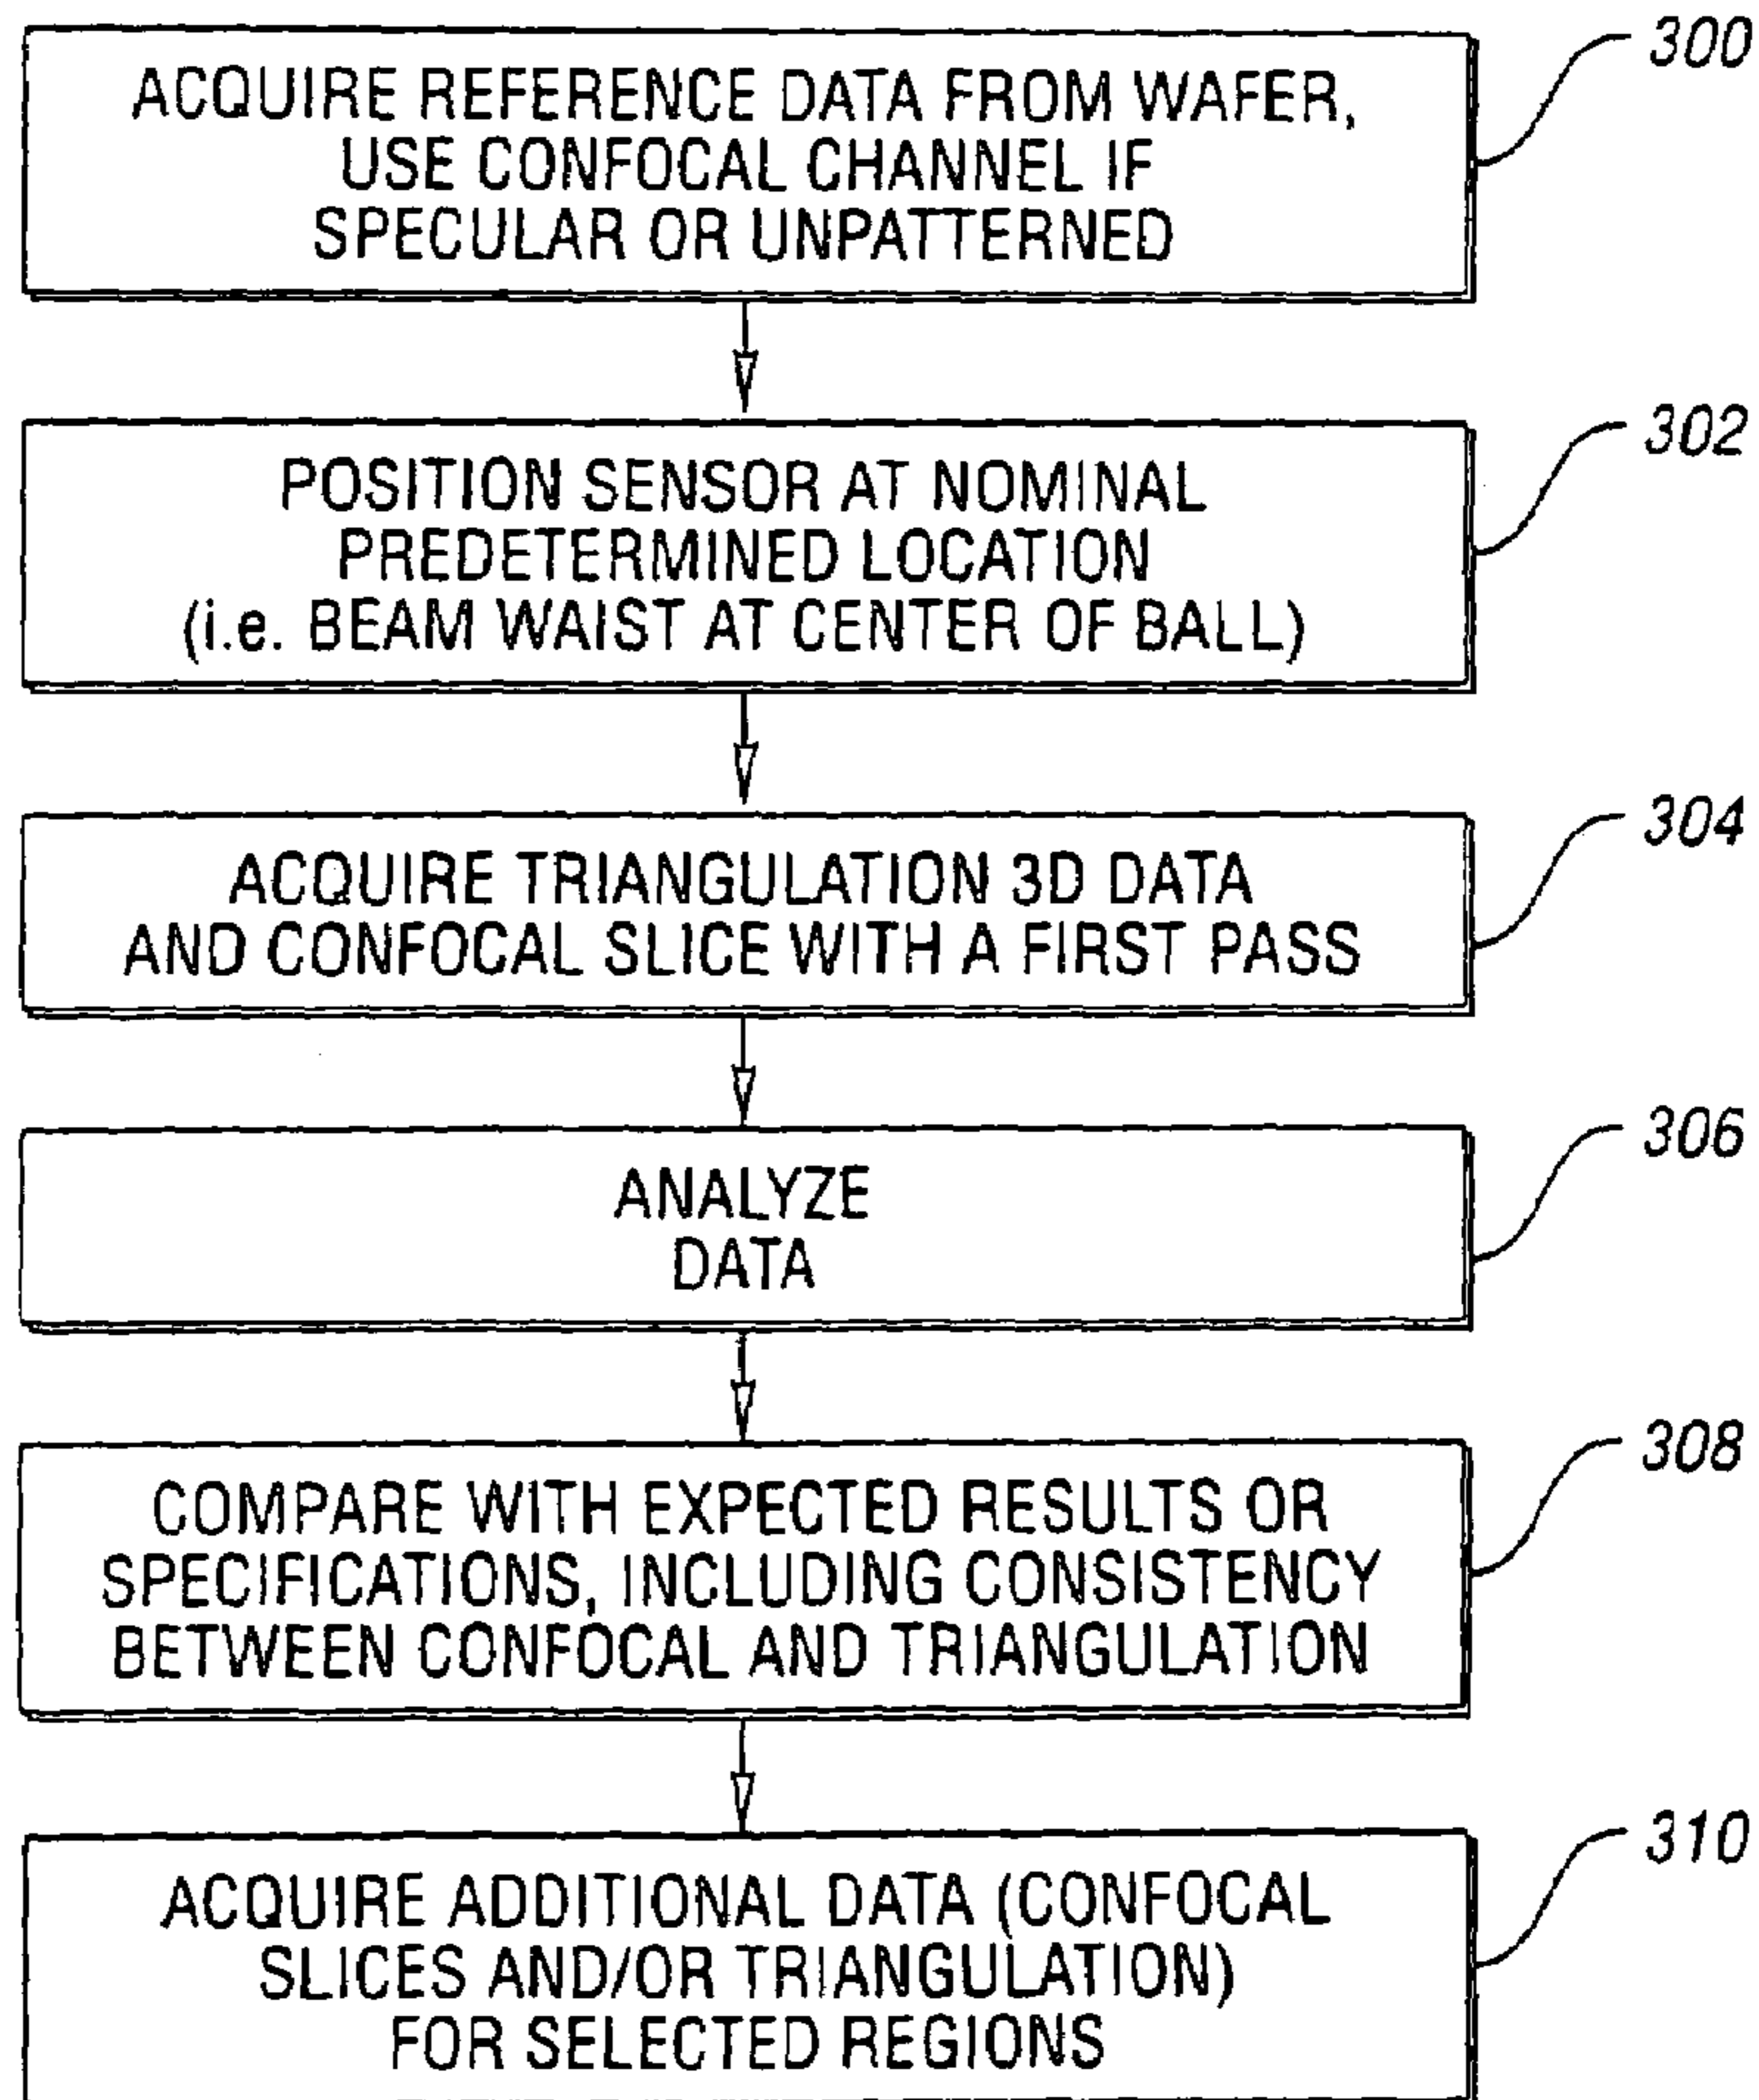 ACQUIRE REFERENCE DATA FROM WAFER,
USE CONFOCAL CHANNEL IF
SPECULAR OR UNPATTERNED
300
POSITION SENSOR AT NOMINAL
PREDETERMINED LOCATION
(i.e. BEAM WAIST AT CENTER OF BALL)
302
ACQUIRE TRIANGULATION 3D DATA
AND CONFOCAL SLICE WITH A FIRST PASS
304
ANALYZE
DATA
306
COMPARE WITH EXPECTED RESULTS OR
SPECIFICATIONS, INCLUDING CONSISTENCY
BETWEEN CONFOCAL AND TRIANGULATION
308
ACQUIRE ADDITIONAL DATA (CONFOCAL
SLICES AND/OR TRIANGULATION)
FOR SELECTED REGIONS
310